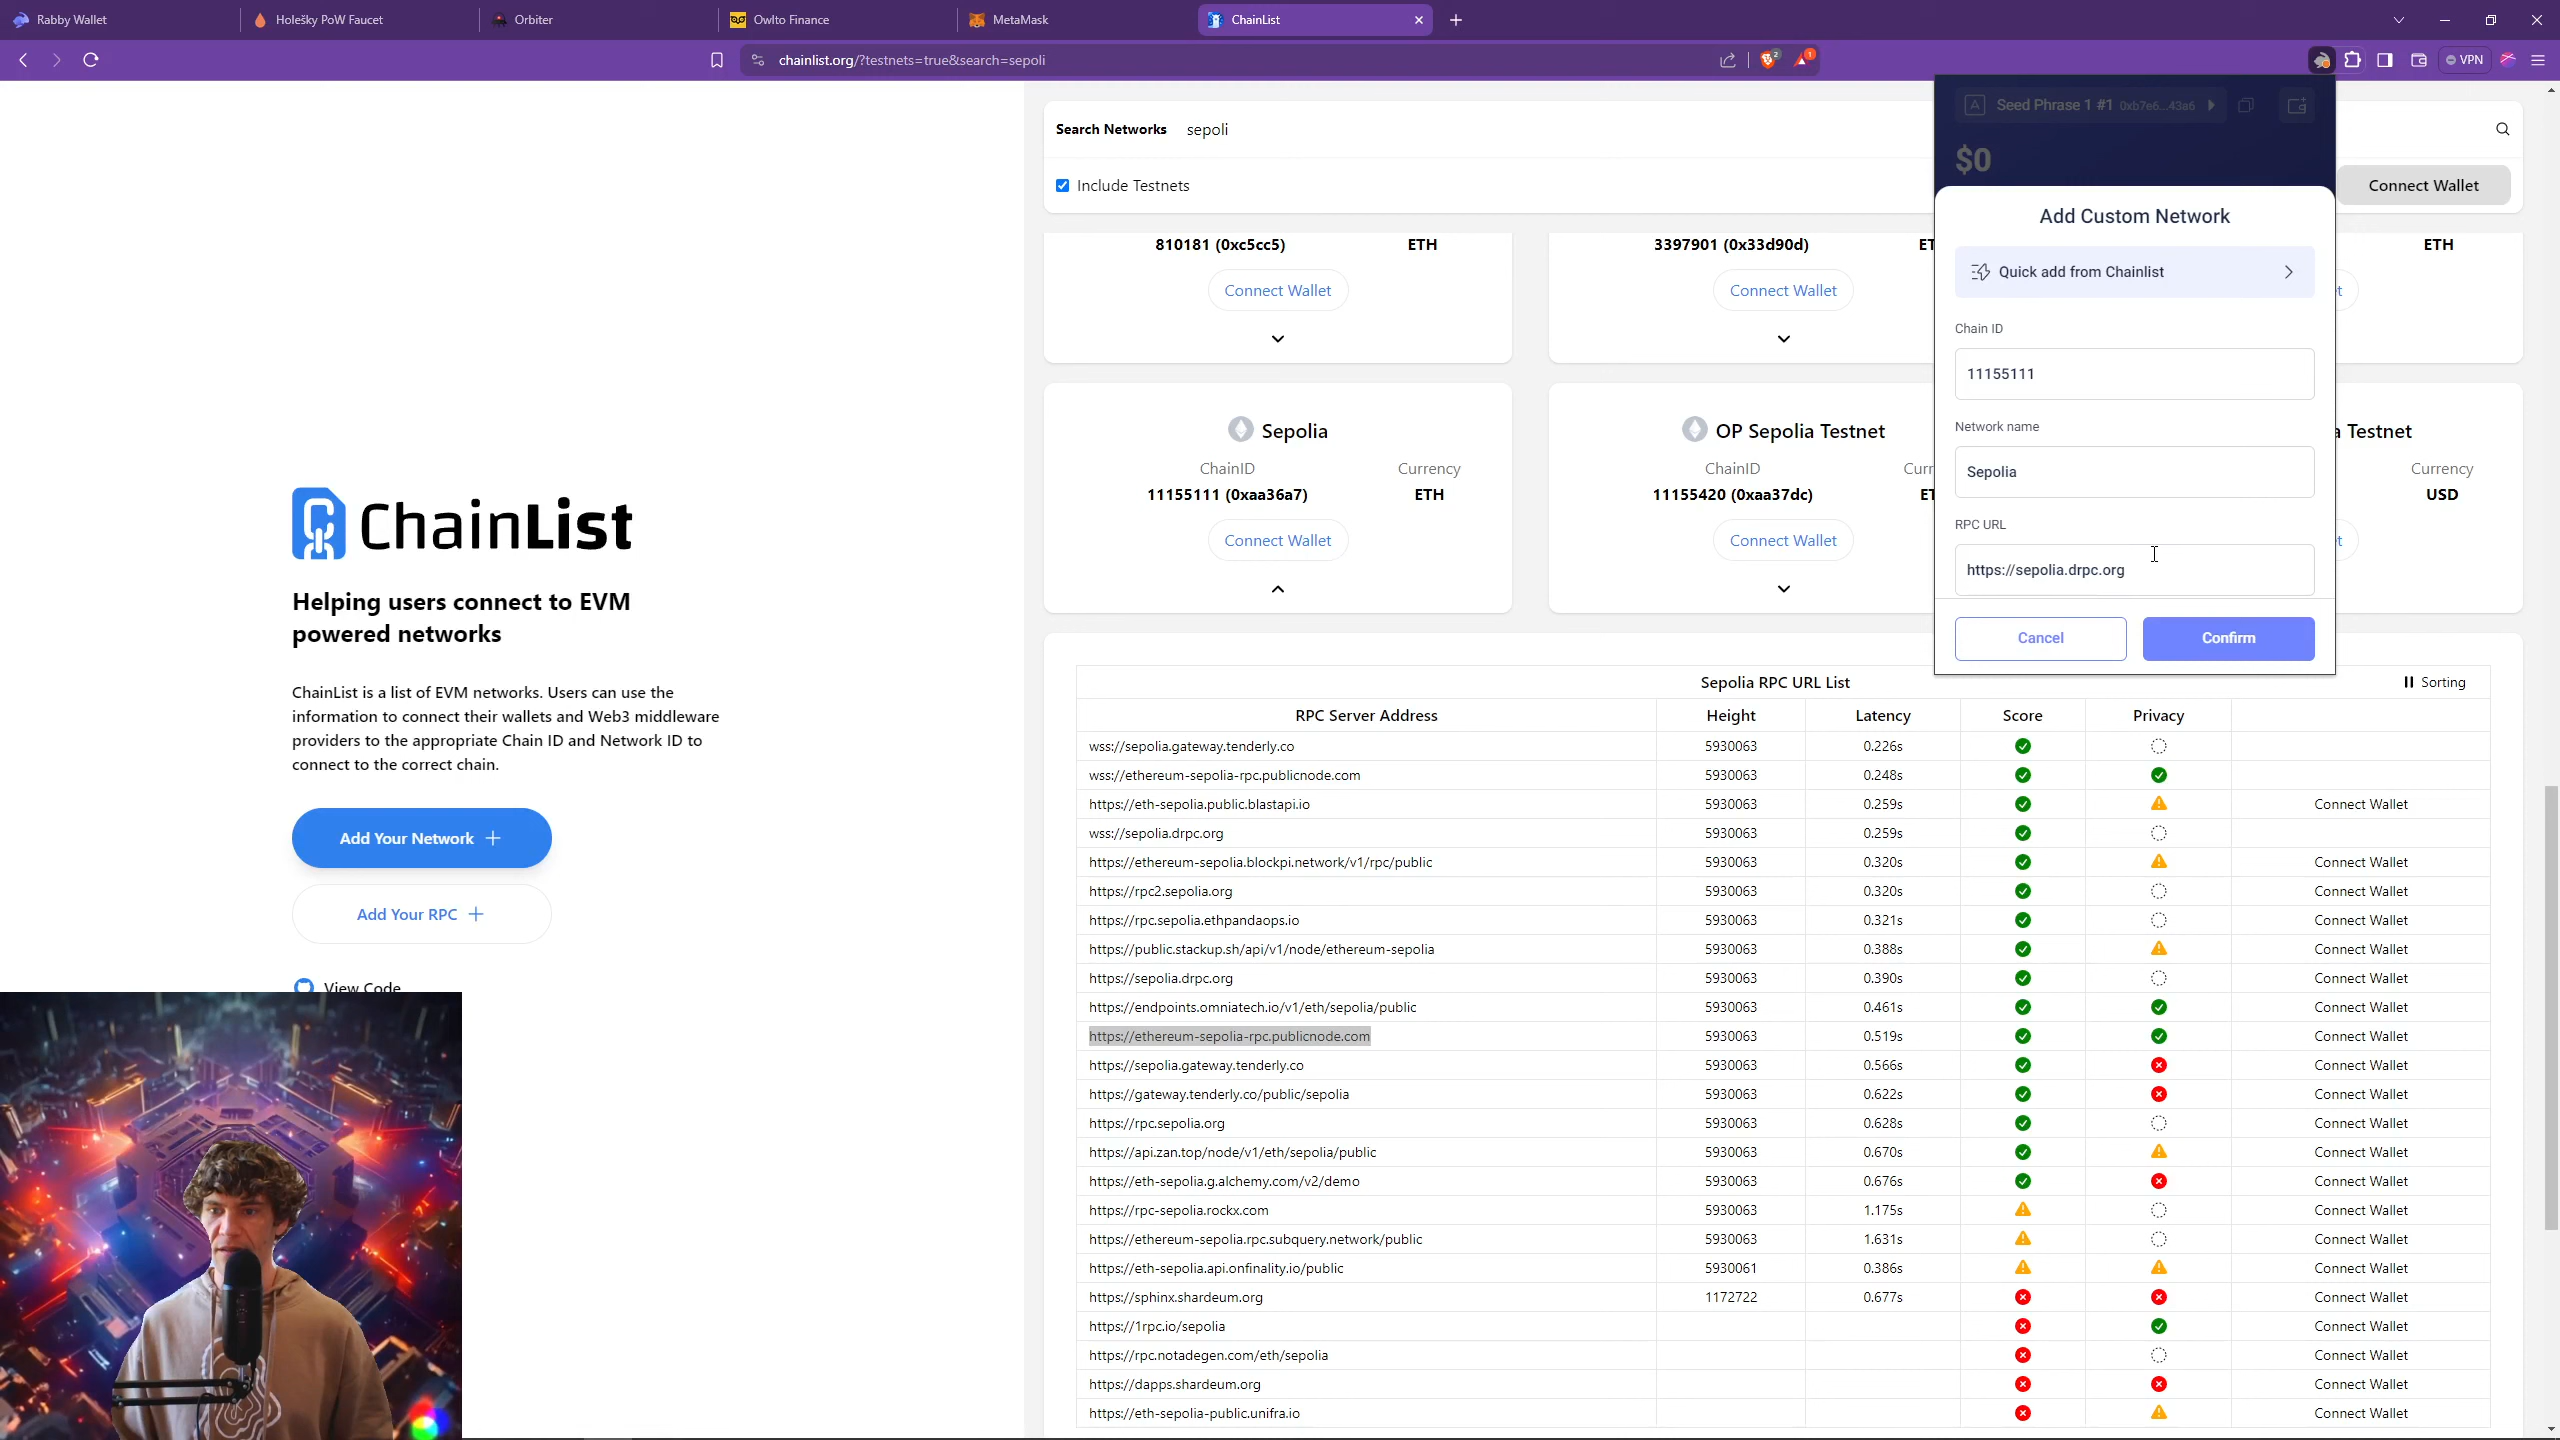 Rabby Wallet
Holešky PoW Faucet
Orbiter
Owlto Finance
MetaMask
ChainList
chainlist.org/?testnets=true&search=sepoli
2
1
VPN
Search Networks sepoli
Include Testnets
Connect Wallet
810181 (0xc5cc5) ETH
3397901 (0x33d90d) ET
ETH
Connect Wallet
Connect Wallet
t
Sepolia
ChainID Currency
11155111 (0xaa36a7) ETH
Connect Wallet
OP Sepolia Testnet
ChainID Curr
11155420 (0xaa37dc) ET
Connect Wallet
a Testnet
Currency
USD
t
Seed Phrase 1 #1 0xb7e6...43a6
$0
Add Custom Network
Quick add from Chainlist
Chain ID
11155111
Network name
Sepolia
RPC URL
https://sepolia.drpc.org
Cancel Confirm
ChainList
Helping users connect to EVM
powered networks
ChainList is a list of EVM networks. Users can use the
information to connect their wallets and Web3 middleware
providers to the appropriate Chain ID and Network ID to
connect to the correct chain.
Add Your Network
Add Your RPC
View Code
Sepolia RPC URL List Sorting
RPC Server Address Height Latency Score Privacy
wss://sepolia.gateway.tenderly.co 5930063 0.226s
wss://ethereum-sepolia-rpc.publicnode.com 5930063 0.248s
https://eth-sepolia.public.blastapi.io 5930063 0.259s Connect Wallet
wss://sepolia.drpc.org 5930063 0.259s
https://ethereum-sepolia.blockpi.network/v1/rpc/public 5930063 0.320s Connect Wallet
https://rpc2.sepolia.org 5930063 0.320s Connect Wallet
https://rpc.sepolia.ethpandaops.io 5930063 0.321s Connect Wallet
https://public.stackup.sh/api/v1/node/ethereum-sepolia 5930063 0.388s Connect Wallet
https://sepolia.drpc.org 5930063 0.390s Connect Wallet
https://endpoints.omniatech.io/v1/eth/sepolia/public 5930063 0.461s Connect Wallet
https://ethereum-sepolia-rpc.publicnode.com 5930063 0.519s Connect Wallet
https://sepolia.gateway.tenderly.co 5930063 0.566s Connect Wallet
https://gateway.tenderly.co/public/sepolia 5930063 0.622s Connect Wallet
https://rpc.sepolia.org 5930063 0.628s Connect Wallet
https://api.zan.top/node/v1/eth/sepolia/public 5930063 0.670s Connect Wallet
https://eth-sepolia.g.alchemy.com/v2/demo 5930063 0.676s Connect Wallet
https://rpc-sepolia.rockx.com 5930063 1.175s Connect Wallet
https://ethereum-sepolia.rpc.subquery.network/public 5930063 1.631s Connect Wallet
https://eth-sepolia.api.onfinality.io/public 5930061 0.386s Connect Wallet
https://sphinx.shardeum.org 1172722 0.677s Connect Wallet
https://1rpc.io/sepolia Connect Wallet
https://rpc.notadegen.com/eth/sepolia Connect Wallet
https://dapps.shardeum.org Connect Wallet
https://eth-sepolia-public.unifra.io Connect Wallet